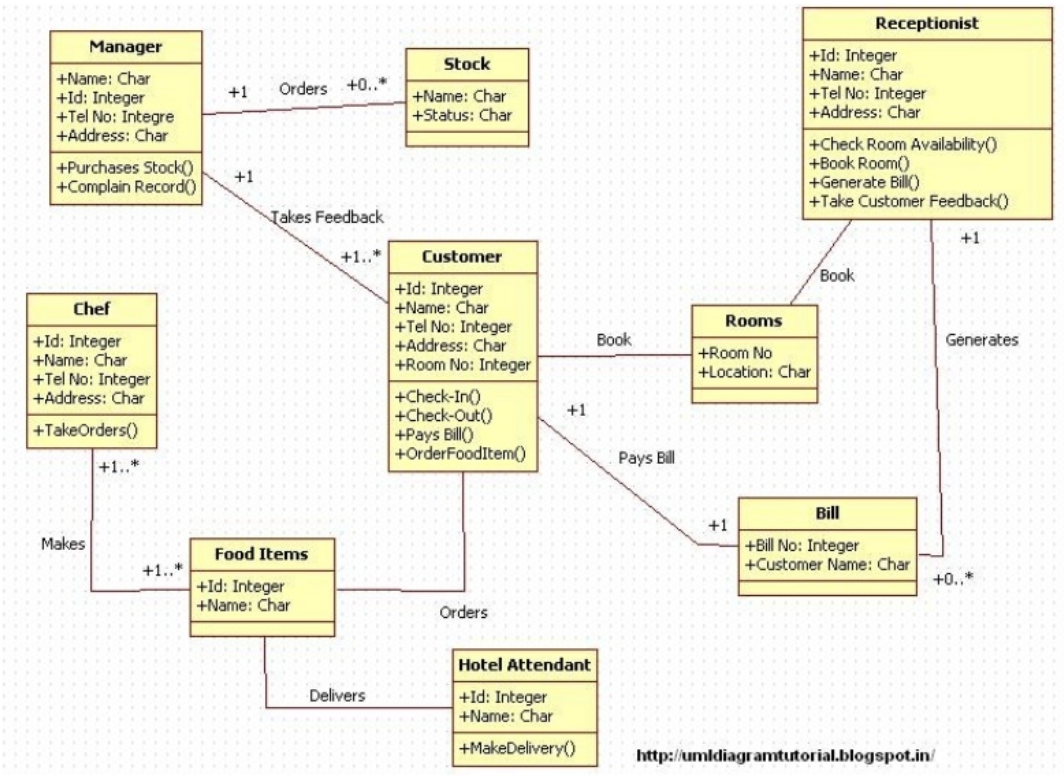 Manager
+Name: Char
+Id: Integer
+Tel No: Integre
+Address: Char
+Purchases Stock()
+Complain Record()
+1
Orders
+0..*
Stock
+Name: Char
+Status: Char
Receptionist
+Id: Integer
+Name: Char
+Tel No: Integer
+Address: Char
+Check Room Availability()
+Book Room()
+Generate Bill()
+Take Customer Feedback()
+1
Takes Feedback
+1..*
Customer
+Id: Integer
+Name: Char
+Tel No: Integer
+Address: Char
+Room No: Integer
+Check-In()
+Check-Out()
+Pays Bill()
+OrderFoodItem()
+1
Book
Generates
Book
Rooms
+Room No
+Location: Char
Chef
+Id: Integer
+Name: Char
+Tel No: Integer
+Address: Char
+TakeOrders()
+1..*
Makes
+1..*
+1
Pays Bill
+1
Bill
+Bill No: Integer
+Customer Name: Char
+0..*
Food Items
+Id: Integer
+Name: Char
Orders
Delivers
Hotel Attendant
+Id: Integer
+Name: Char
+MakeDelivery()
http://umldiagramtutorial.blogspot.in/